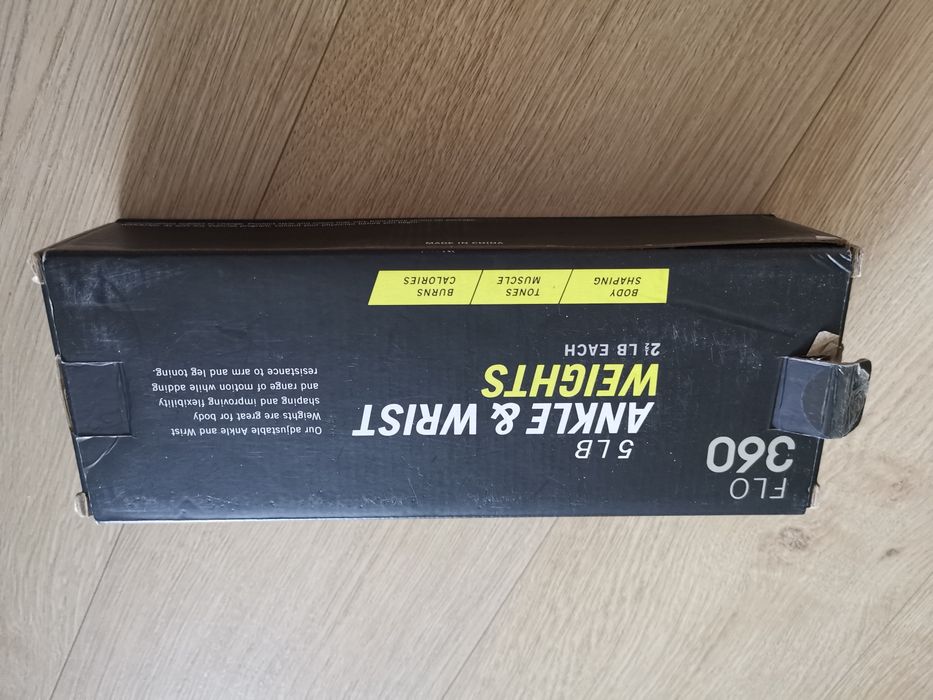 FLO
360
5 LB
ANKLE & WRIST
WEIGHTS
2½ LB EACH
BODY
SHAPING
TONES
MUSCLE
BURNS
CALORIES
Our adjustable Ankle and Wrist
Weights are great for body
shaping and improving flexibility
and range of motion while adding
resistance to arm and leg toning.
MADE IN CHINA